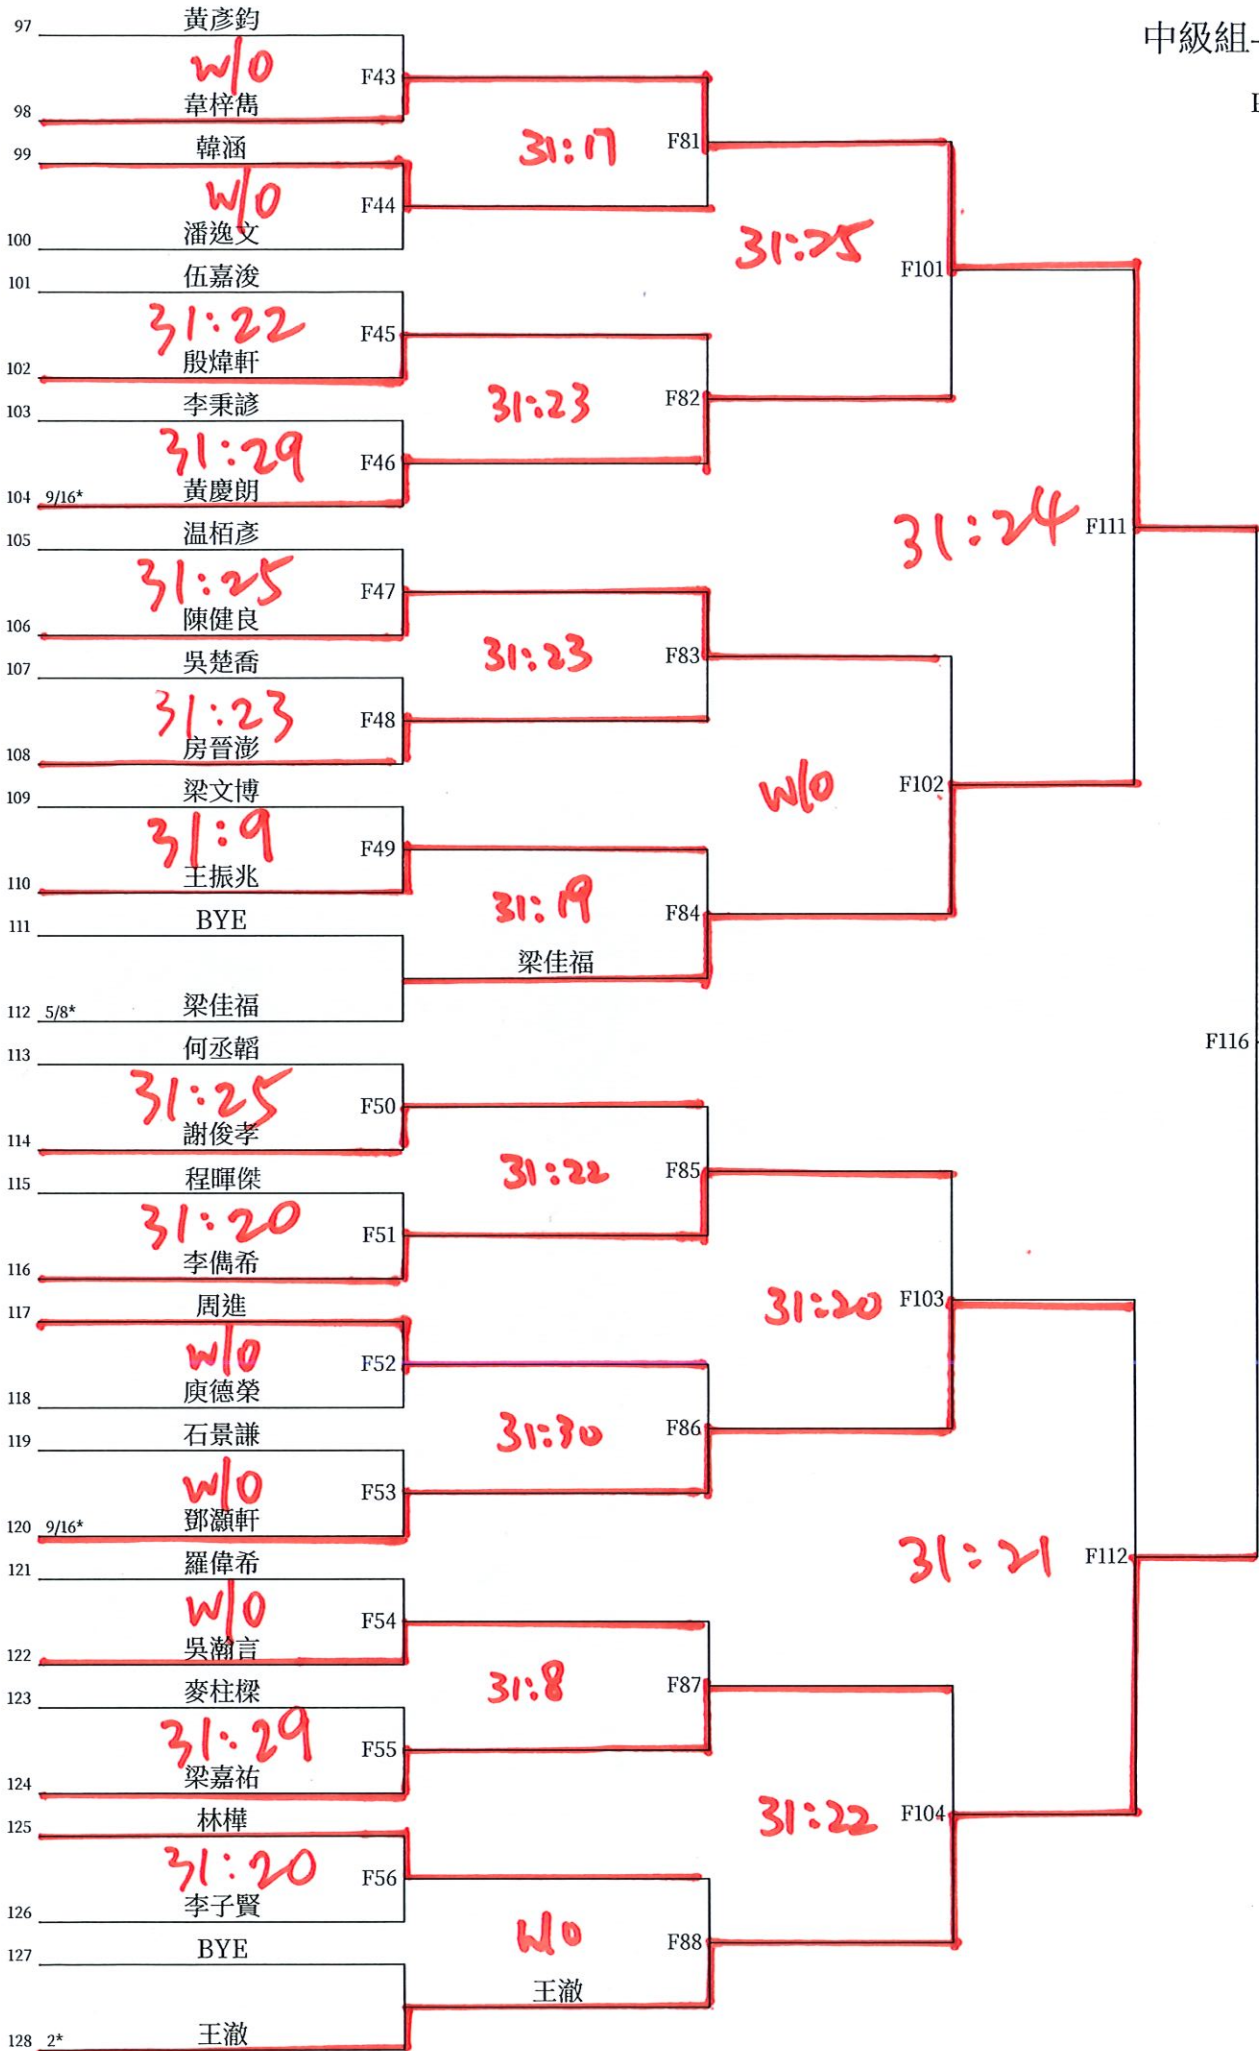 中級組
97 黃彥鈞
W/O F43
98 韋梓雋
99 韓涵
31:17 F81
W/O F44
100 潘逸文
31:25 F101
101 伍嘉浚
31:22 F45
102 殷煒軒
31:23 F82
103 李秉諺
31:29 F46
104 9/16* 黃慶朗
31:24 F111
105 温栢彥
31:25 F47
106 陳健良
31:23 F83
107 吳楚喬
31:23 F48
108 房晉澎
W/O F102
109 梁文博
31:9 F49
110 王振兆
31:19 F84
111 BYE
梁佳福
112 5/8* 梁佳福
F116
113 何丞韜
31:25 F50
114 謝俊孝
31:22 F85
115 程暉傑
31:20 F51
116 李儁希
31:20 F103
117 周進
W/O F52
118 庾德榮
31:30 F86
119 石景謙
W/O F53
120 9/16* 鄧灝軒
31:21 F112
121 羅偉希
W/O F54
122 吳瀚言
31:8 F87
123 麥柱樑
31:29 F55
124 梁嘉祐
31:22 F104
125 林樺
31:20 F56
126 李子賢
W/O F88
127 BYE
王澈
128 2* 王澈